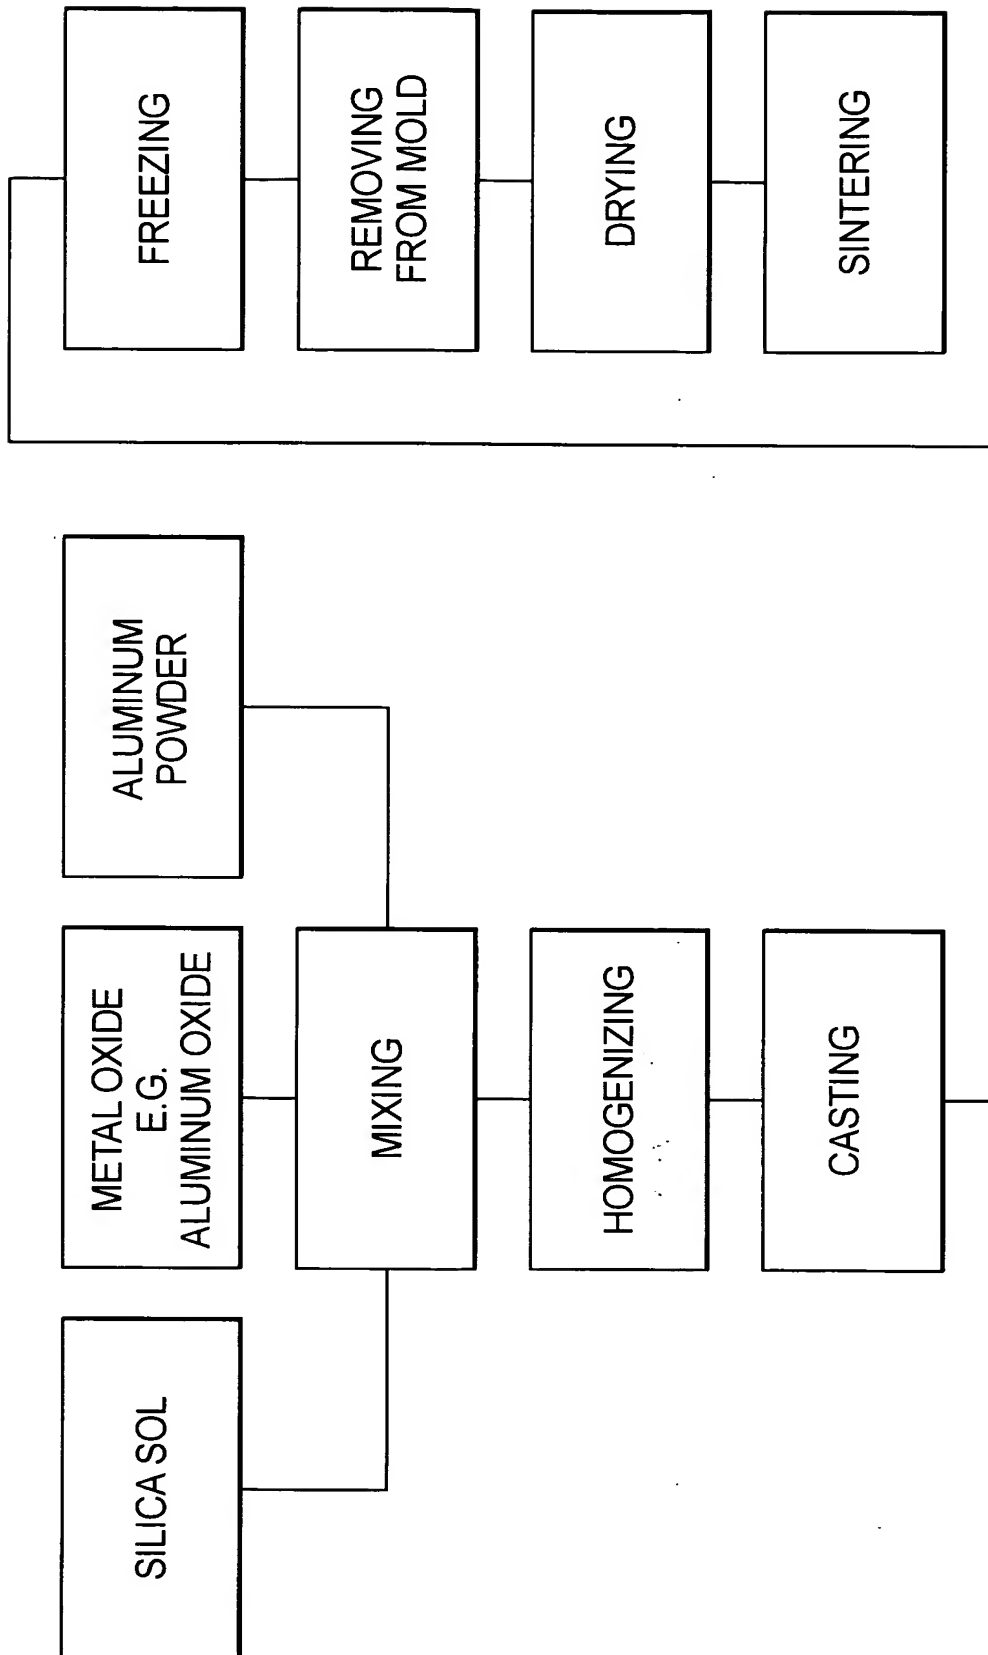 SILICA SOL
METAL OXIDE
E.G.
ALUMINUM OXIDE
ALUMINUM
POWDER
MIXING
HOMOGENIZING
CASTING
FREEZING
REMOVING
FROM MOLD
DRYING
SINTERING